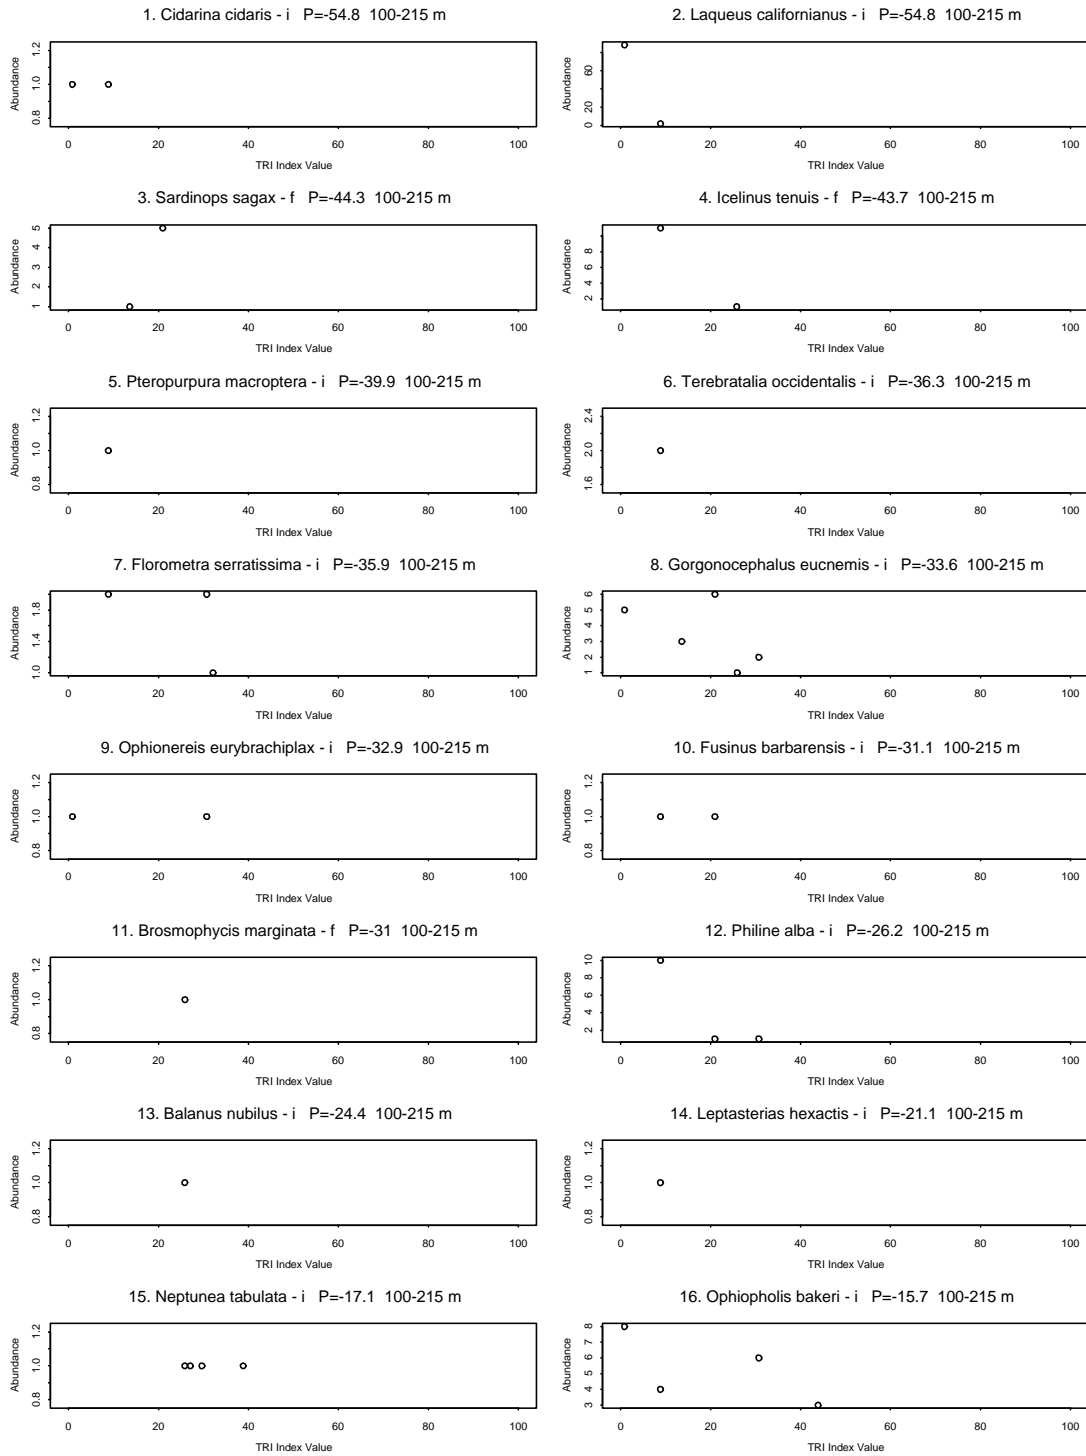 1. Cidarina cidaris - i P=-54.8 100-215 m
Abundance
0.8 1.0 1.2
0 20 40 60 80 100
TRI Index Value
2. Laqueus californianus - i P=-54.8 100-215 m
Abundance
0 20 60
0 20 40 60 80 100
TRI Index Value
3. Sardinops sagax - f P=-44.3 100-215 m
Abundance
1 2 3 4 5
0 20 40 60 80 100
TRI Index Value
4. Icelinus tenuis - f P=-43.7 100-215 m
Abundance
2 4 6 8
0 20 40 60 80 100
TRI Index Value
5. Pteropurpura macroptera - i P=-39.9 100-215 m
Abundance
0.8 1.0 1.2
0 20 40 60 80 100
TRI Index Value
6. Terebratalia occidentalis - i P=-36.3 100-215 m
Abundance
1.6 2.0 2.4
0 20 40 60 80 100
TRI Index Value
7. Florometra serratissima - i P=-35.9 100-215 m
Abundance
1.0 1.4 1.8
0 20 40 60 80 100
TRI Index Value
8. Gorgonocephalus eucnemis - i P=-33.6 100-215 m
Abundance
1 2 3 4 5 6
0 20 40 60 80 100
TRI Index Value
9. Ophionereis eurybrachiplax - i P=-32.9 100-215 m
Abundance
0.8 1.0 1.2
0 20 40 60 80 100
TRI Index Value
10. Fusinus barbarensis - i P=-31.1 100-215 m
Abundance
0.8 1.0 1.2
0 20 40 60 80 100
TRI Index Value
11. Brosmophycis marginata - f P=-31 100-215 m
Abundance
0.8 1.0 1.2
0 20 40 60 80 100
TRI Index Value
12. Philine alba - i P=-26.2 100-215 m
Abundance
2 4 6 8 10
0 20 40 60 80 100
TRI Index Value
13. Balanus nubilus - i P=-24.4 100-215 m
Abundance
0.8 1.0 1.2
0 20 40 60 80 100
TRI Index Value
14. Leptasterias hexactis - i P=-21.1 100-215 m
Abundance
0.8 1.0 1.2
0 20 40 60 80 100
TRI Index Value
15. Neptunea tabulata - i P=-17.1 100-215 m
Abundance
0.8 1.0 1.2
0 20 40 60 80 100
TRI Index Value
16. Ophiopholis bakeri - i P=-15.7 100-215 m
Abundance
3 4 5 6 7 8
0 20 40 60 80 100
TRI Index Value